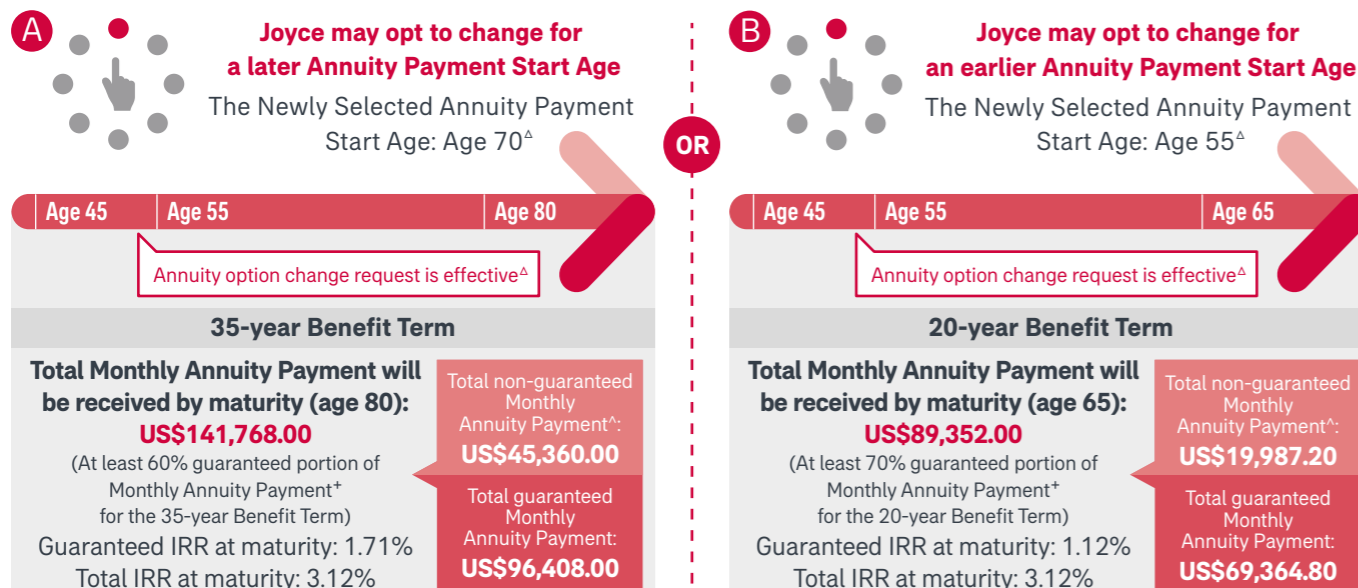 A
Joyce may opt to change for
a later Annuity Payment Start Age
The Newly Selected Annuity Payment
Start Age: Age 70△
Age 45
Age 55
Age 80
Annuity option change request is effective△
35-year Benefit Term
Total Monthly Annuity Payment will
be received by maturity (age 80):
US$141,768.00
(At least 60% guaranteed portion of
Monthly Annuity Payment+
for the 35-year Benefit Term)
Guaranteed IRR at maturity: 1.71%
Total IRR at maturity: 3.12%
Total non-guaranteed
Monthly
Annuity Payment^:
US$45,360.00
Total guaranteed
Monthly
Annuity Payment:
US$96,408.00
OR
B
Joyce may opt to change for
an earlier Annuity Payment Start Age
The Newly Selected Annuity Payment
Start Age: Age 55△
Age 45
Age 55
Age 65
Annuity option change request is effective△
20-year Benefit Term
Total Monthly Annuity Payment will
be received by maturity (age 65):
US$89,352.00
(At least 70% guaranteed portion of
Monthly Annuity Payment+
for the 20-year Benefit Term)
Guaranteed IRR at maturity: 1.12%
Total IRR at maturity: 3.12%
Total non-guaranteed
Monthly
Annuity Payment^:
US$19,987.20
Total guaranteed
Monthly
Annuity Payment:
US$69,364.80